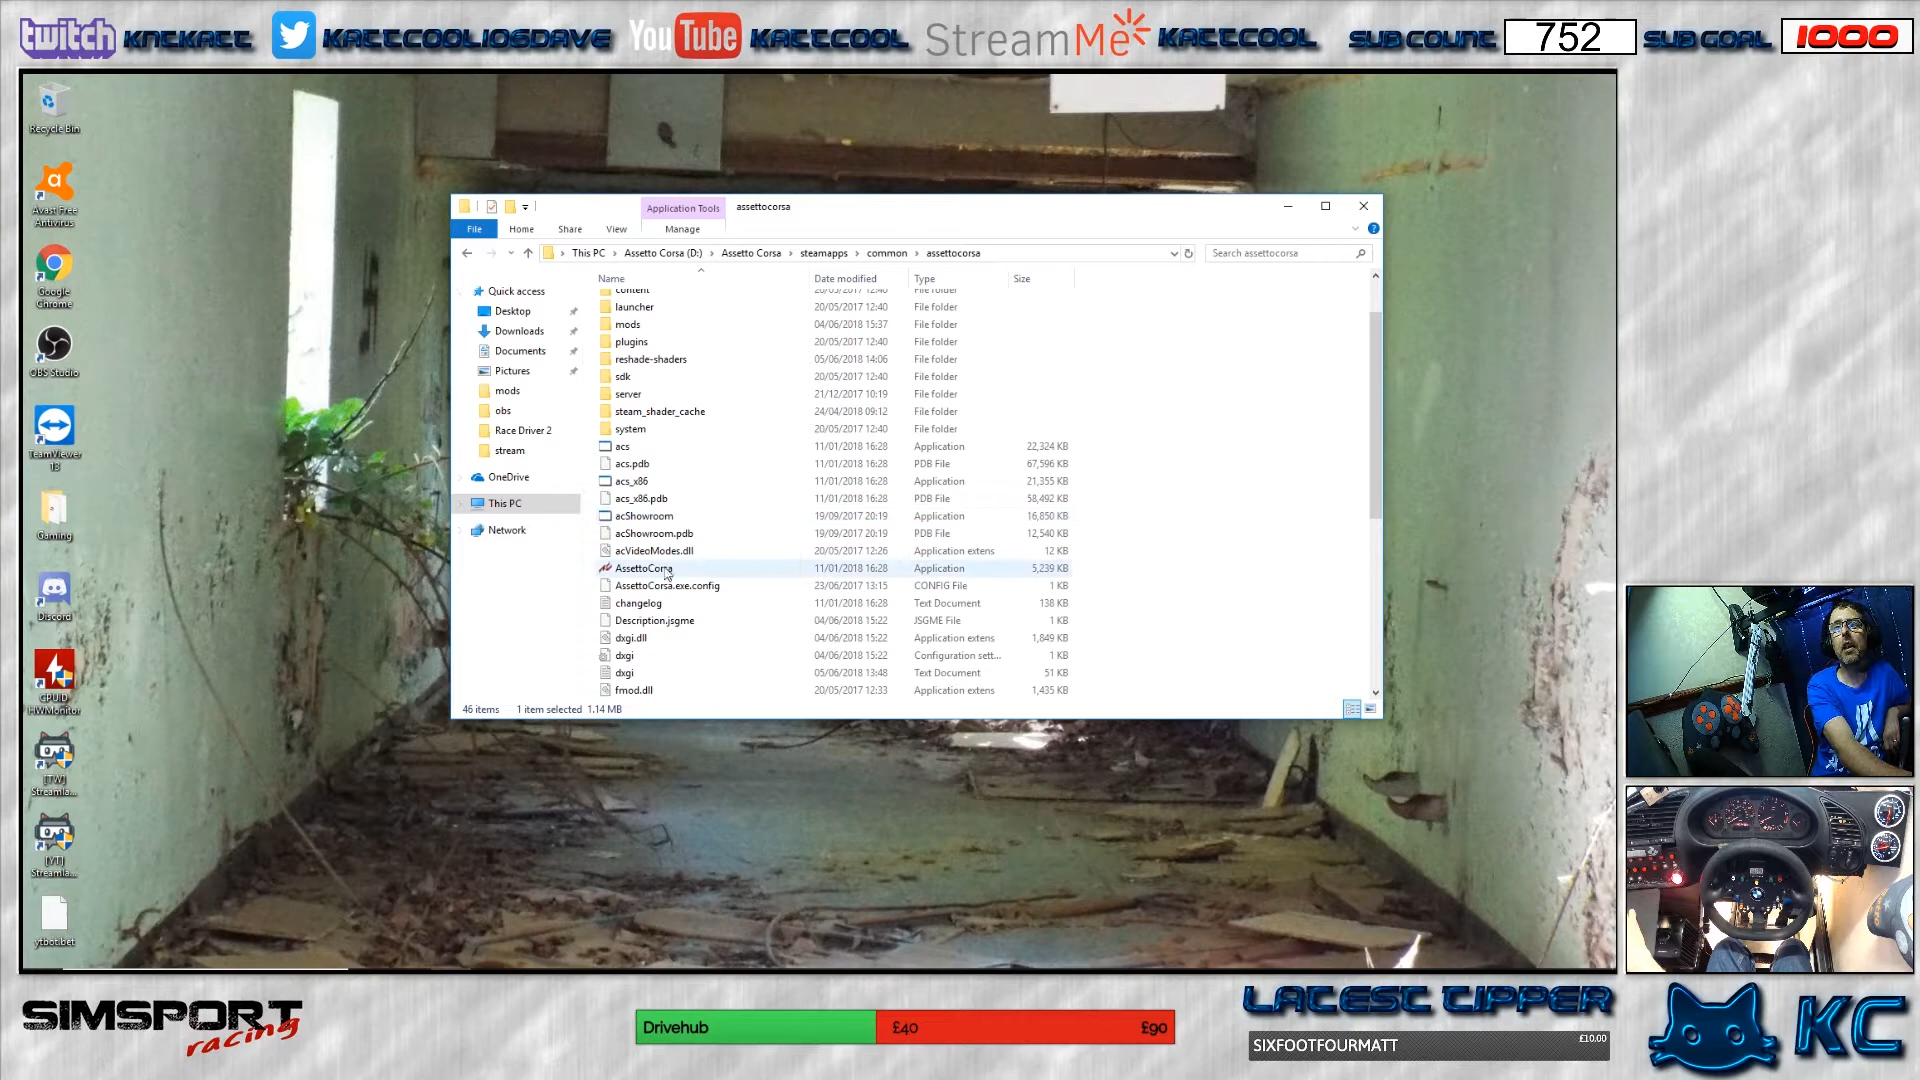 twitch KNTKATT KATTCOOL106DAVE YouTube KATTCOOL StreamMe KATTCOOL SUB COUNT 752 SUB GOAL 1000
Recycle Bin
Avast Free
Antivirus
Google
Chrome
OBS Studio
TeamViewer
13
Gaming
Discord
CPUID
HWMonitor
[TW]
Streamla...
[YT]
Streamla...
ytbot.bet
Application Tools assettocorsa
File Home Share View Manage
This PC Assetto Corsa (D:) Assetto Corsa steamapps common assettocorsa Search assettocorsa
Name Date modified Type Size
Quick access
Desktop
Downloads
Documents
Pictures
mods
obs
Race Driver 2
stream
OneDrive
This PC
Network
content 20/05/2017 12:40 File folder
launcher 20/05/2017 12:40 File folder
mods 04/06/2018 15:37 File folder
plugins 20/05/2017 12:40 File folder
reshade-shaders 05/06/2018 14:06 File folder
sdk 20/05/2017 12:40 File folder
server 21/12/2017 10:19 File folder
steam_shader_cache 24/04/2018 09:12 File folder
system 20/05/2017 12:40 File folder
acs 11/01/2018 16:28 Application 22,324 KB
acs.pdb 11/01/2018 16:28 PDB File 67,596 KB
acs_x86 11/01/2018 16:28 Application 21,355 KB
acs_x86.pdb 11/01/2018 16:28 PDB File 58,492 KB
acShowroom 19/09/2017 20:19 Application 16,850 KB
acShowroom.pdb 19/09/2017 20:19 PDB File 12,540 KB
acVideoModes.dll 20/05/2017 12:26 Application extens 12 KB
AssettoCorsa 11/01/2018 16:28 Application 5,239 KB
AssettoCorsa.exe.config 23/06/2017 13:15 CONFIG File 1 KB
changelog 11/01/2018 16:28 Text Document 138 KB
Description.jsgme 04/06/2018 15:22 JSGME File 1 KB
dxgi.dll 04/06/2018 15:22 Application extens 1,849 KB
dxgi 04/06/2018 15:22 Configuration sett... 1 KB
dxgi 05/06/2018 13:48 Text Document 51 KB
fmod.dll 20/05/2017 12:33 Application extens 1,435 KB
46 items 1 item selected 1.14 MB
SIMSPORT
racing
Drivehub £40 £90
LATEST TIPPER
SIXFOOTFOURMATT £10.00
KC